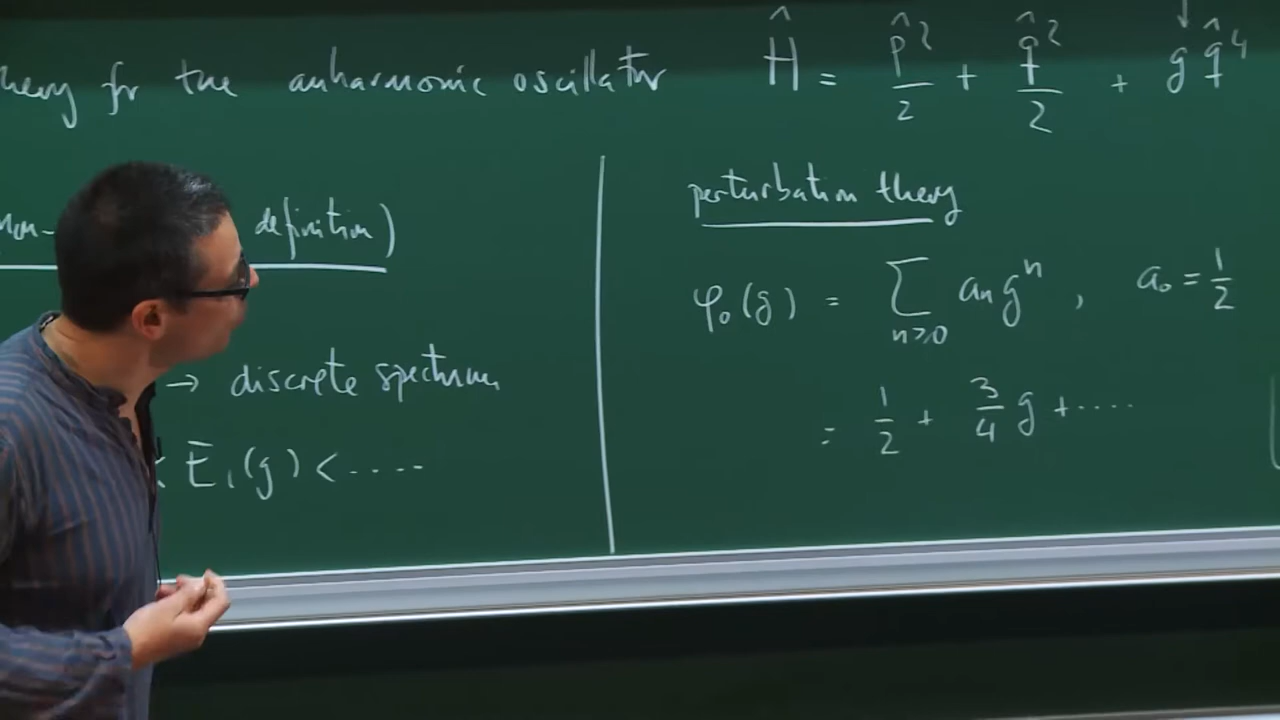 for the anharmonic oscillator Ĥ = p̂²/2 + q̂²/2 + g q̂⁴
definition)
→ discrete spectrum
< E₁(g) < ····
perturbation theory
φ₀(g) = ∑_{n≥0} aₙ gⁿ , a₀ = 1/2
= 1/2 + 3/4 g + ····